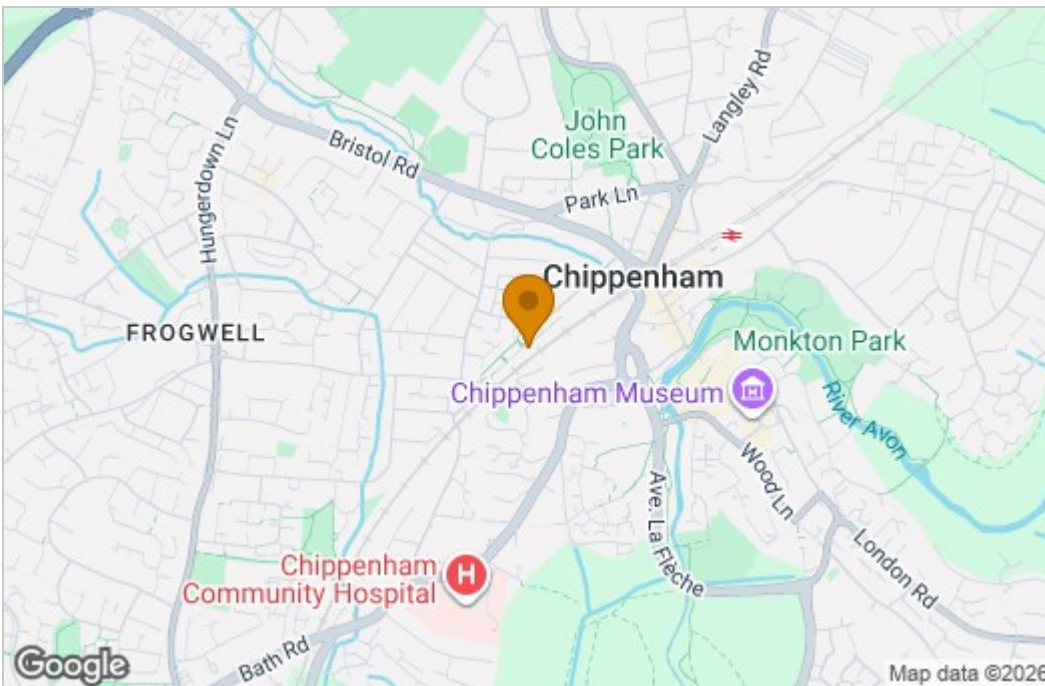 John
Coles Park
Langley Rd
Bristol Rd
Park Ln
Hungerdown Ln
Chippenham
FROGWELL
Monkton Park
Chippenham Museum
River Avon
Wood Ln
Ave. La Flèche
London Rd
Chippenham
Community Hospital
H
Bath Rd
Google
Map data ©2026